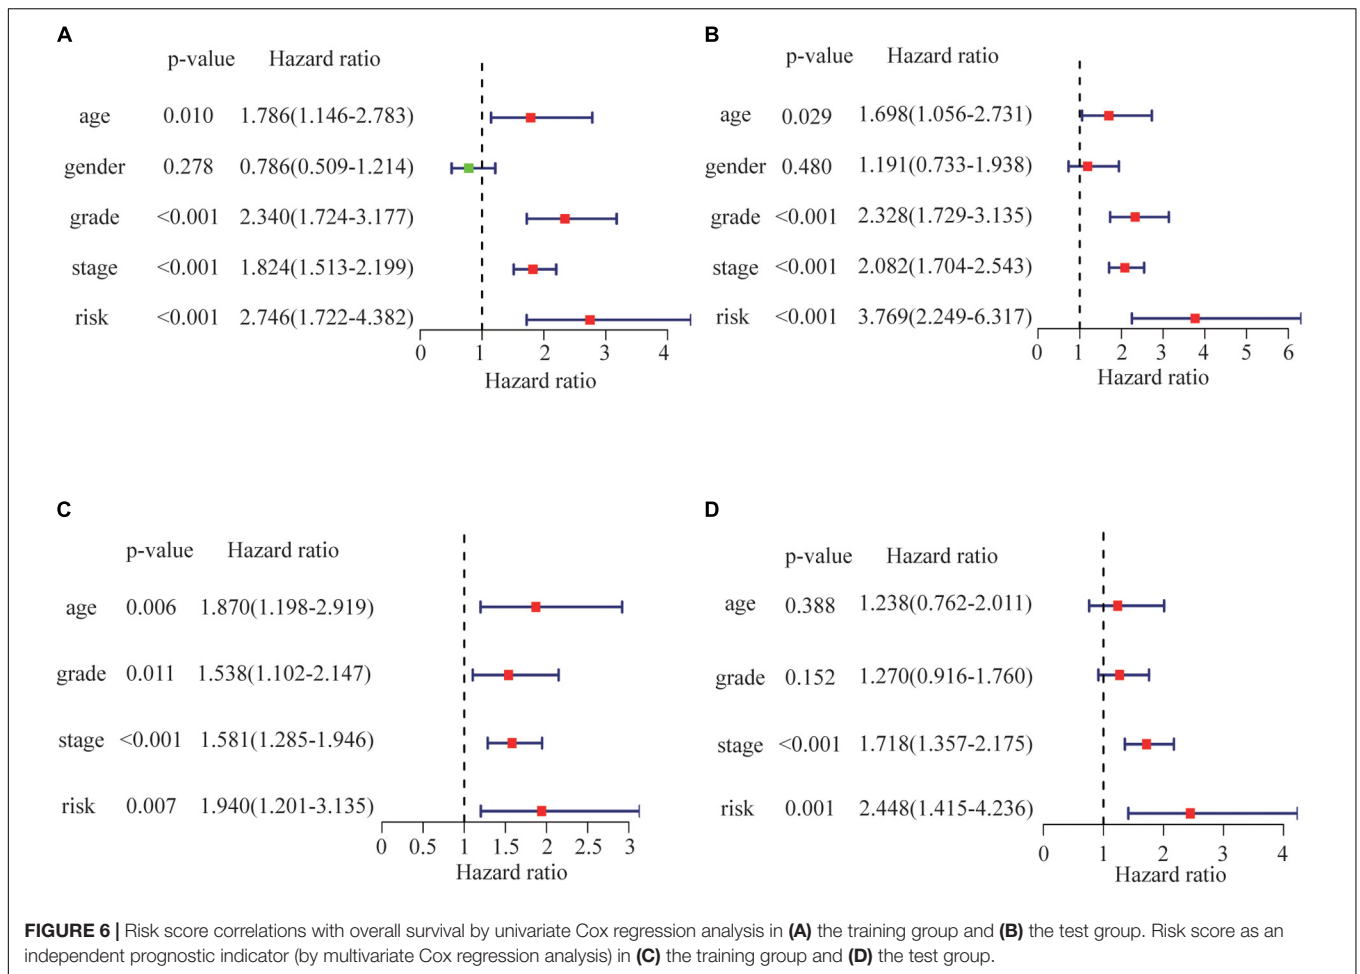 A
p-value Hazard ratio
age 0.010 1.786(1.146-2.783)
gender 0.278 0.786(0.509-1.214)
grade <0.001 2.340(1.724-3.177)
stage <0.001 1.824(1.513-2.199)
risk <0.001 2.746(1.722-4.382)
0 1 2 3 4
Hazard ratio
B
p-value Hazard ratio
age 0.029 1.698(1.056-2.731)
gender 0.480 1.191(0.733-1.938)
grade <0.001 2.328(1.729-3.135)
stage <0.001 2.082(1.704-2.543)
risk <0.001 3.769(2.249-6.317)
0 1 2 3 4 5 6
Hazard ratio
C
p-value Hazard ratio
age 0.006 1.870(1.198-2.919)
grade 0.011 1.538(1.102-2.147)
stage <0.001 1.581(1.285-1.946)
risk 0.007 1.940(1.201-3.135)
0 0.5 1 1.5 2 2.5 3
Hazard ratio
D
p-value Hazard ratio
age 0.388 1.238(0.762-2.011)
grade 0.152 1.270(0.916-1.760)
stage <0.001 1.718(1.357-2.175)
risk 0.001 2.448(1.415-4.236)
0 1 2 3 4
Hazard ratio
FIGURE 6 | Risk score correlations with overall survival by univariate Cox regression analysis in (A) the training group and (B) the test group. Risk score as an
independent prognostic indicator (by multivariate Cox regression analysis) in (C) the training group and (D) the test group.